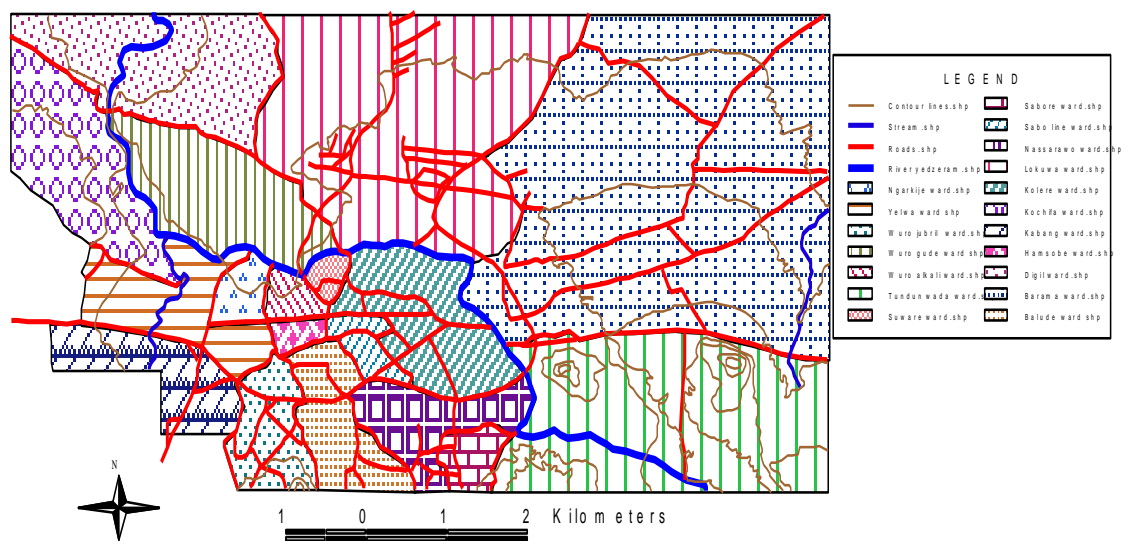 LEGEND
Contour lines.shp
Stream.shp
Roads.shp
River yedzeram.shp
Ngarkije ward.shp
Yelwa ward shp
Wuro jubril ward.shp
Wuro gude ward.shp
Wuro alkali ward.shp
Tundun wada ward.s
Suware ward.shp
Sabore ward.shp
Sabo line ward.shp
Nassarawo ward.shp
Lokuwa ward.shp
Kolere ward.shp
Kochifa ward.shp
Kabang ward.shp
Hamsobe ward.shp
Digil ward.shp
Barama ward.shp
Balude ward shp
N
1 0 1 2 Kilometers